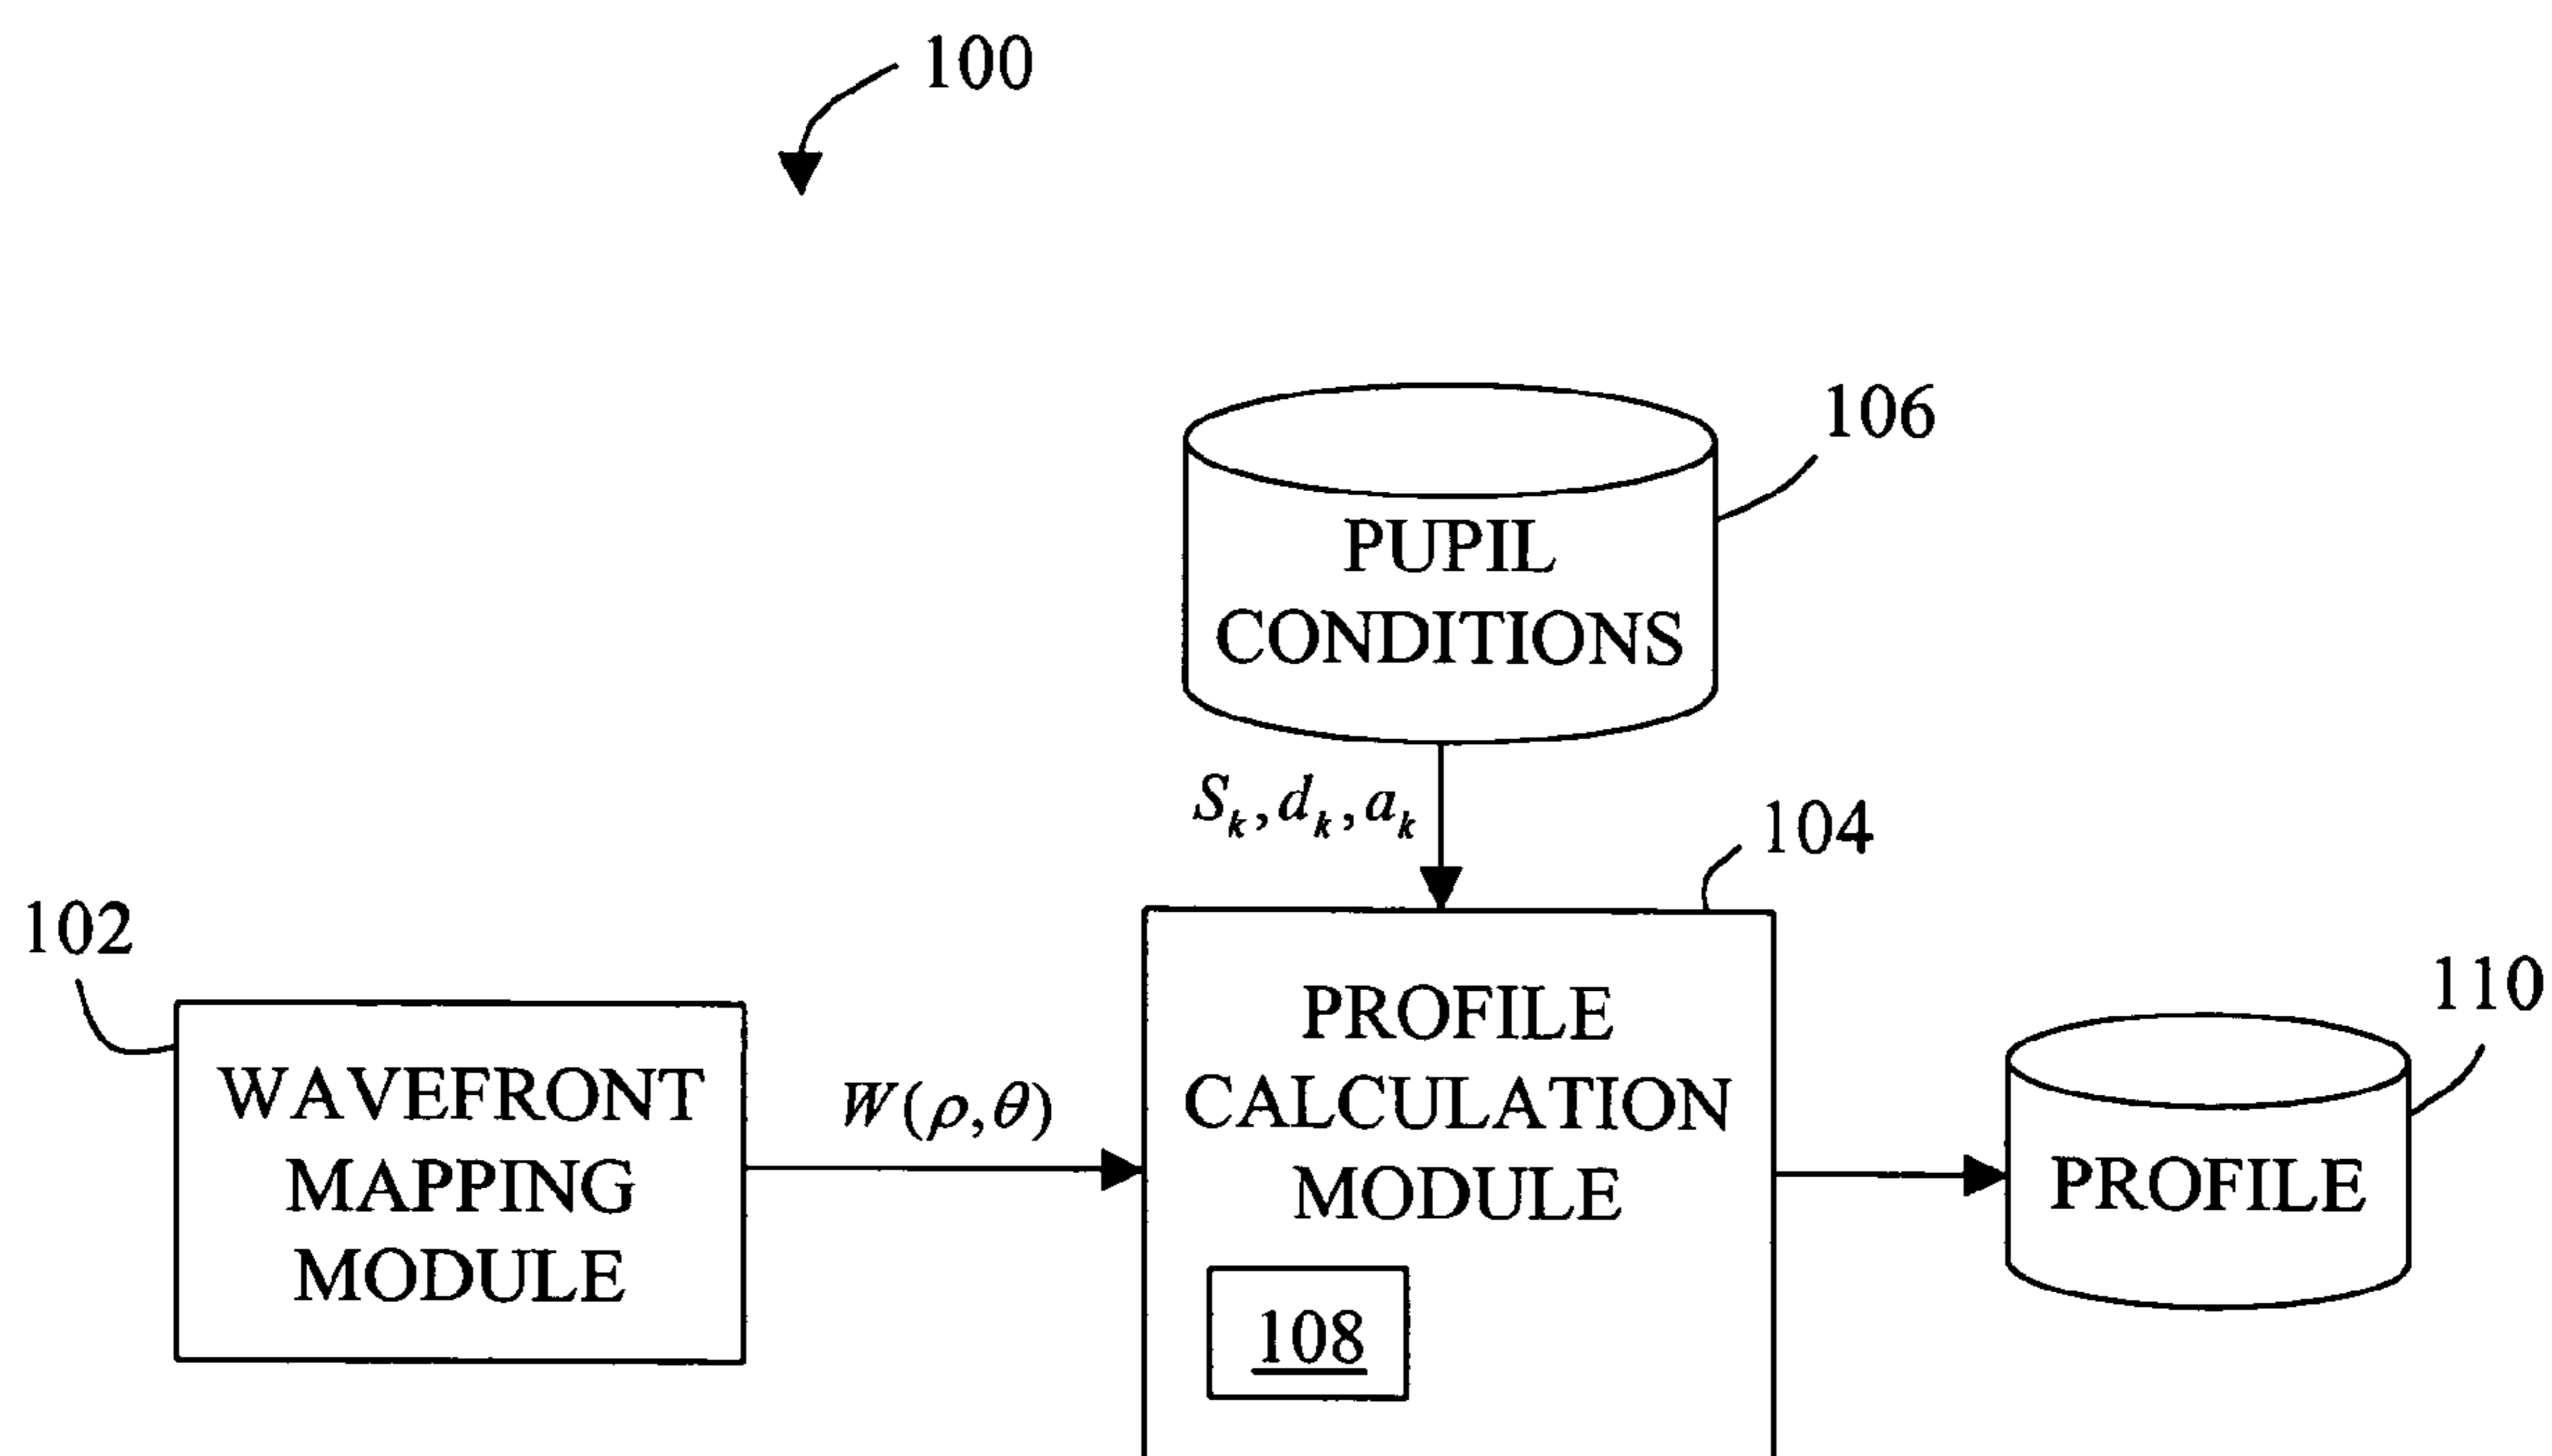 100
106
PUPIL
CONDITIONS
S_k, d_k, a_k
104
102
PROFILE
CALCULATION
MODULE
110
WAVEFRONT
MAPPING
MODULE
W(ρ,θ)
PROFILE
108